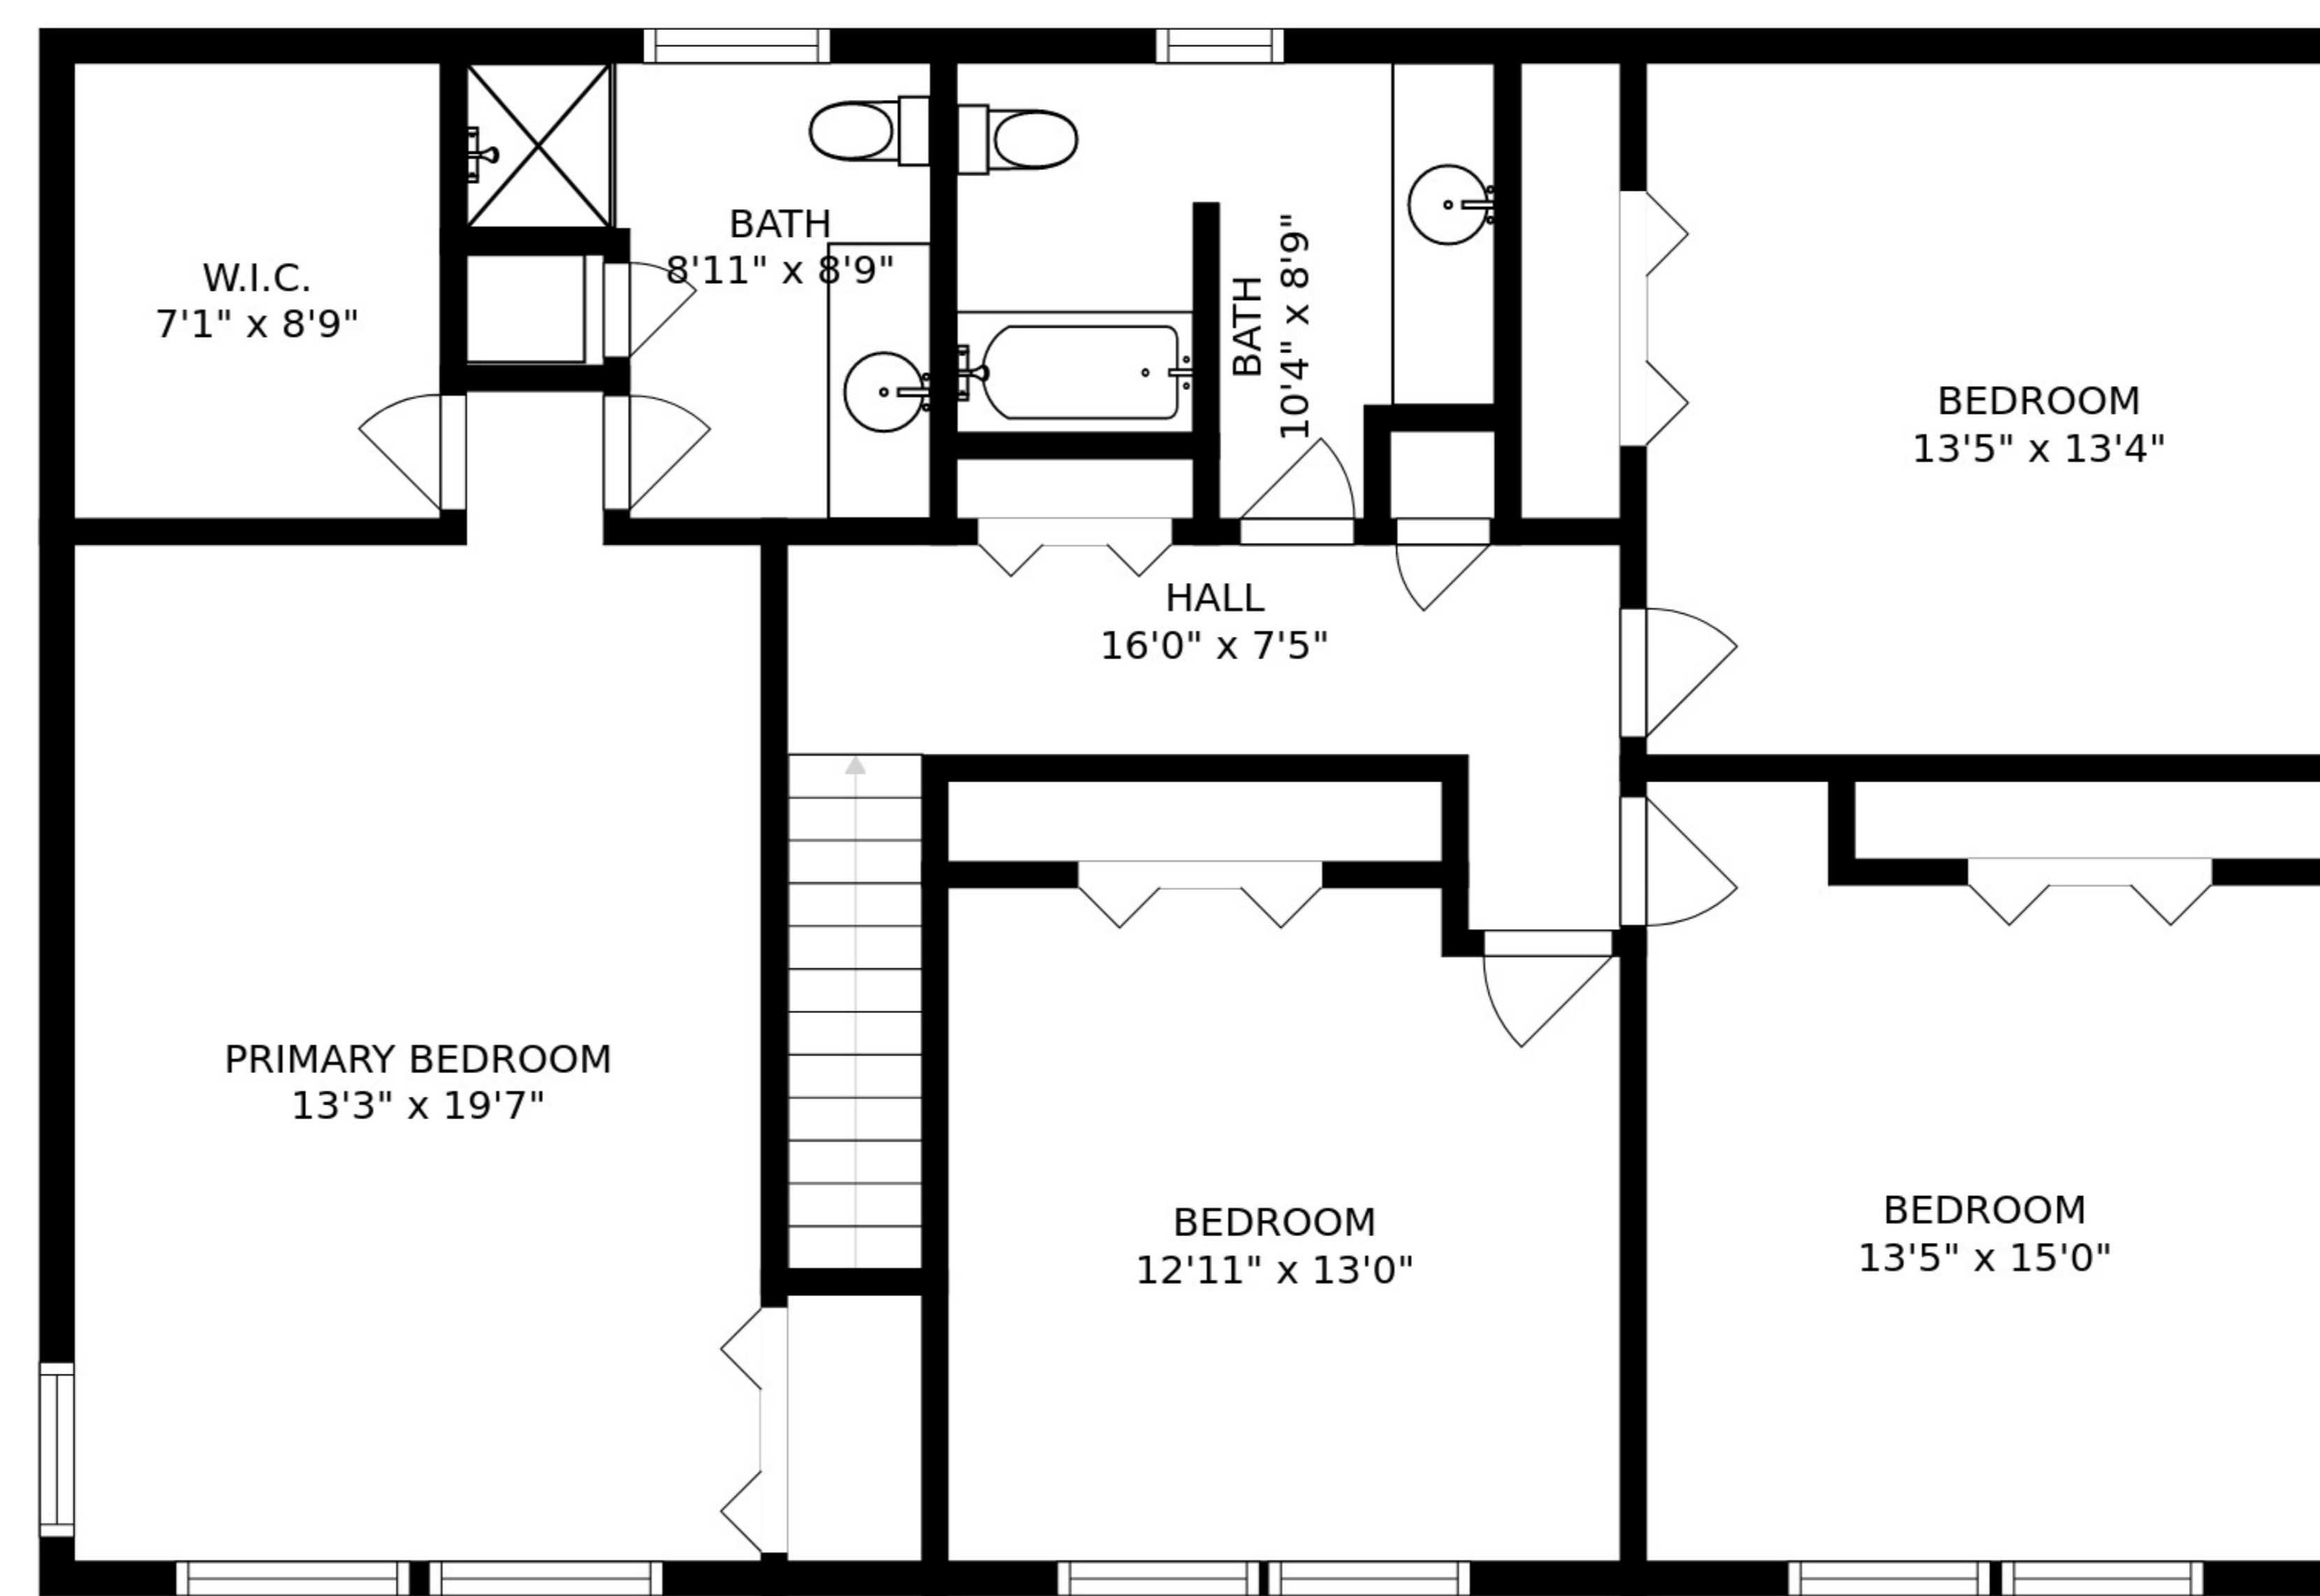 BATH
8'11" x 8'9"
W.I.C.
7'1" x 8'9"
BATH
10'4" x 8'9"
BEDROOM
13'5" x 13'4"
HALL
16'0" x 7'5"
PRIMARY BEDROOM
13'3" x 19'7"
BEDROOM
12'11" x 13'0"
BEDROOM
13'5" x 15'0"